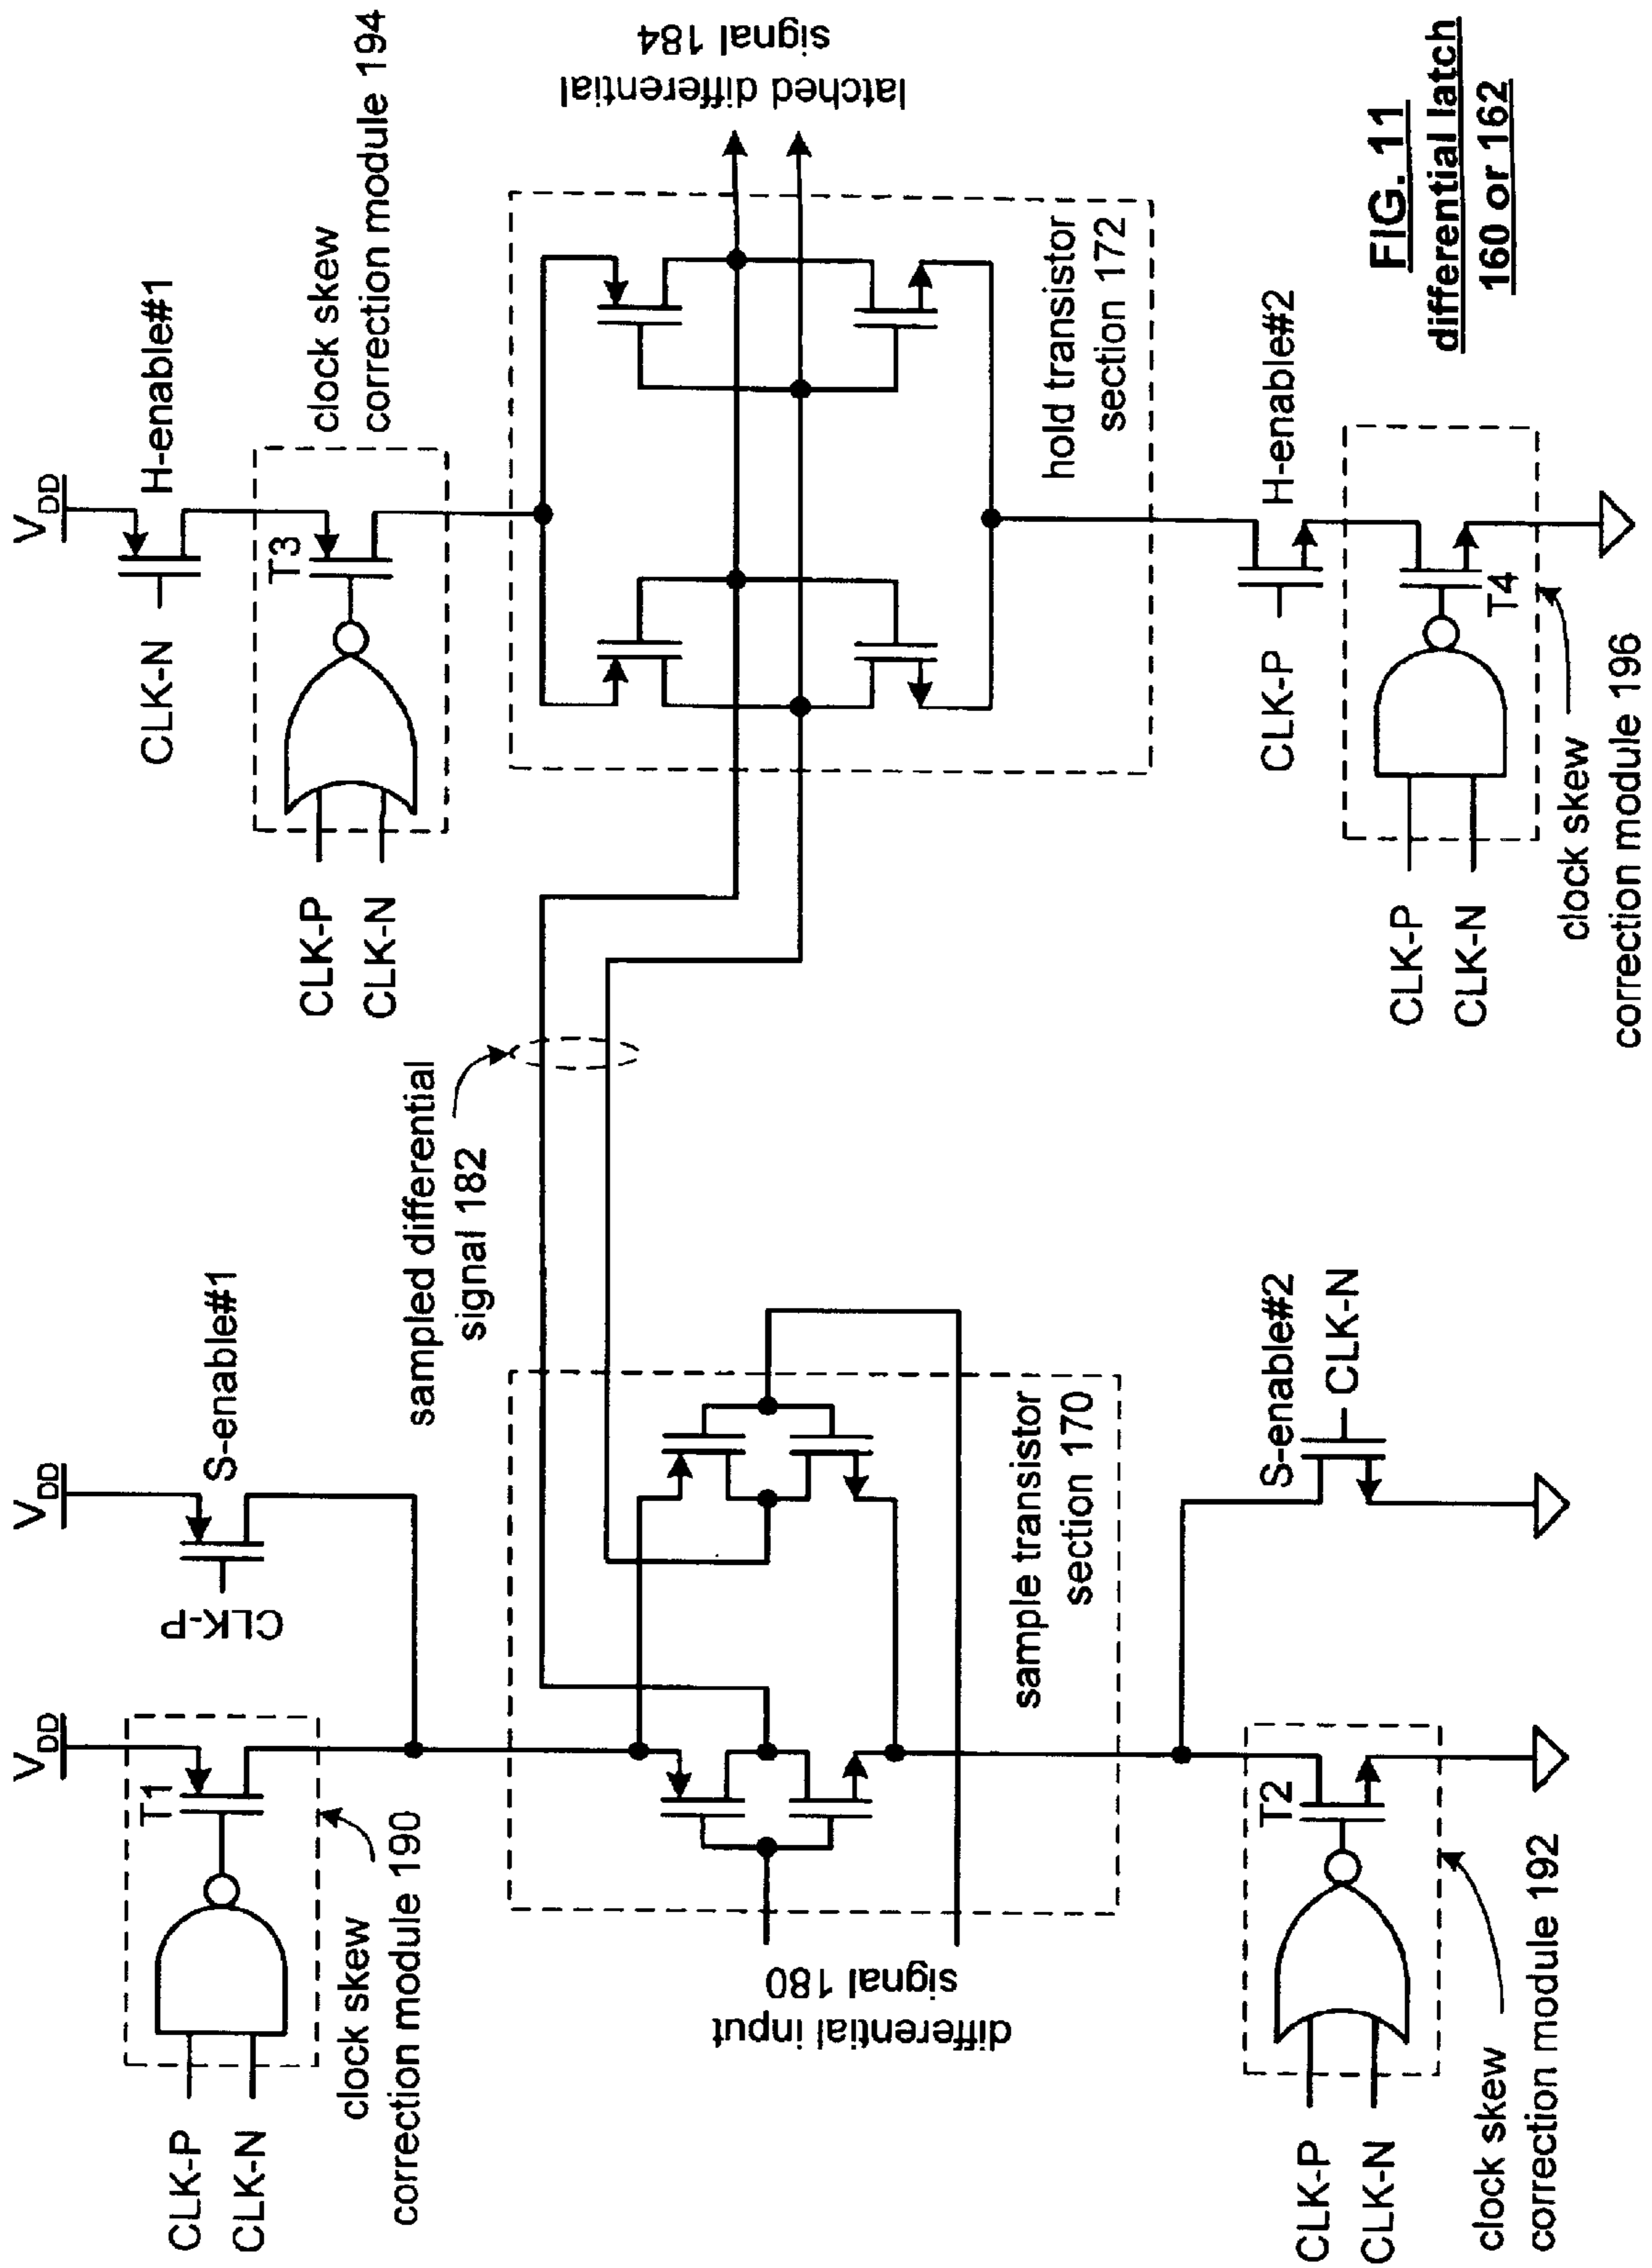 V_DD
V_DD
V_DD
CLK-P
CLK-N
T1
clock skew
correction module 190
CLK-P
S-enable#1
CLK-N
H-enable#1
CLK-P
CLK-N
T3
clock skew
correction module 194
sampled differential
signal 182
latched differential
signal 184
differential input
signal 180
sample transistor
section 170
hold transistor
section 172
CLK-P
CLK-N
T2
clock skew
correction module 192
S-enable#2
CLK-N
CLK-P
H-enable#2
CLK-P
CLK-N
T4
clock skew
correction module 196
FIG. 11
differential latch
160 or 162